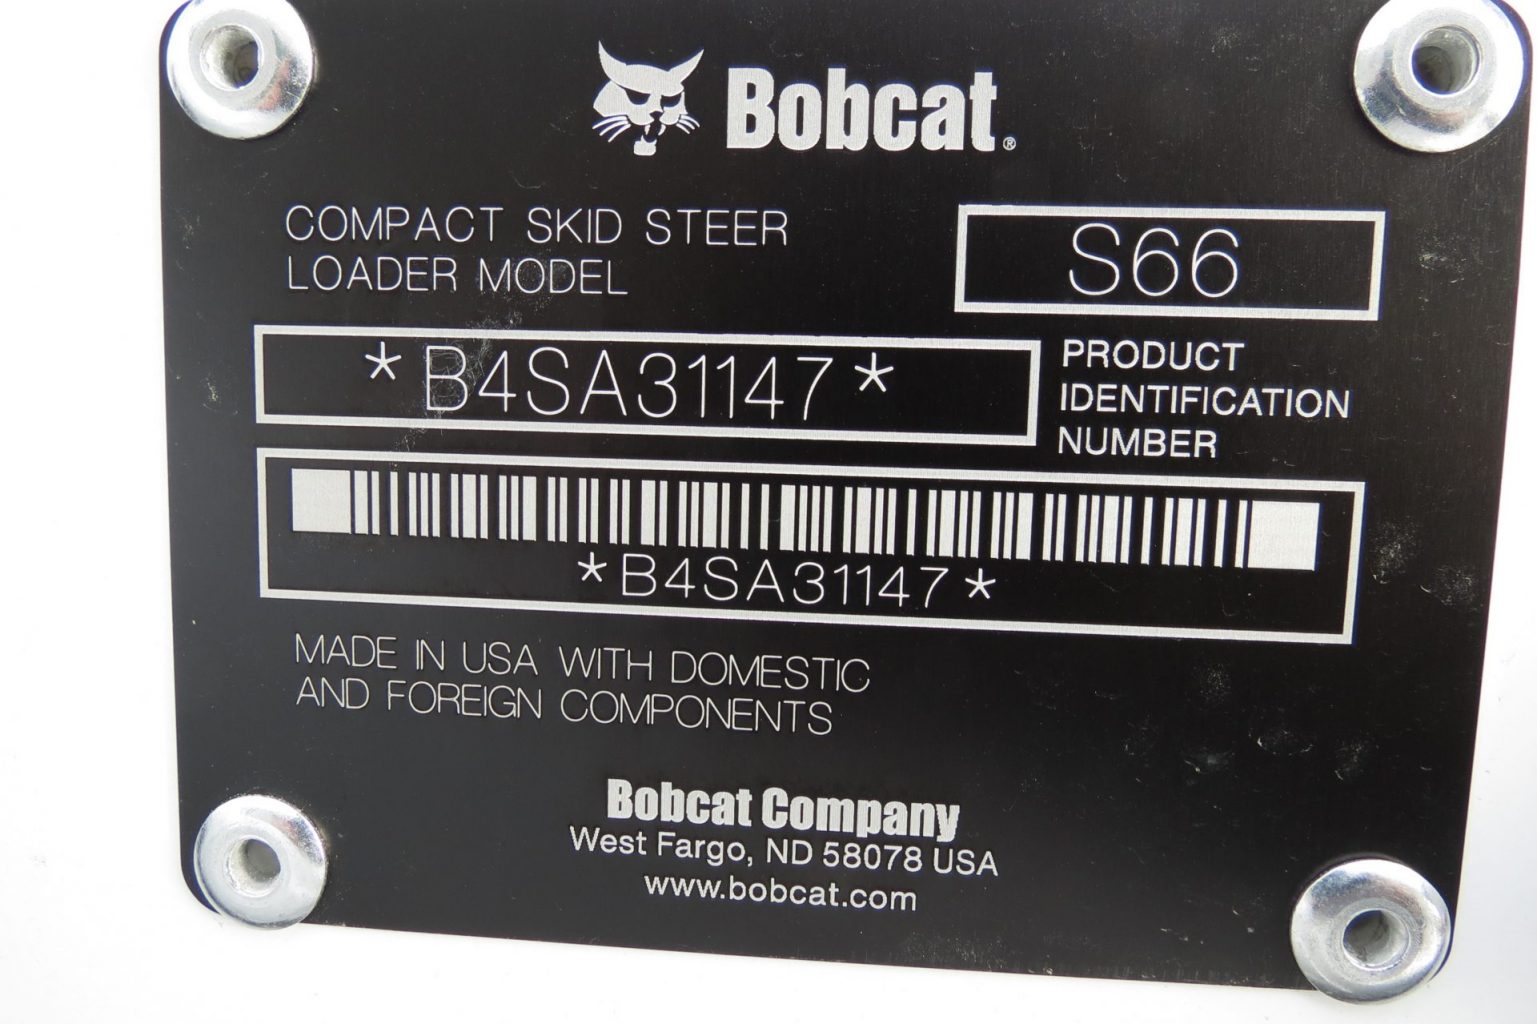 Bobcat®
COMPACT SKID STEER
LOADER MODEL
S66
*B4SA31147*
PRODUCT
IDENTIFICATION
NUMBER
*B4SA31147*
MADE IN USA WITH DOMESTIC
AND FOREIGN COMPONENTS
Bobcat Company
West Fargo, ND 58078 USA
www.bobcat.com